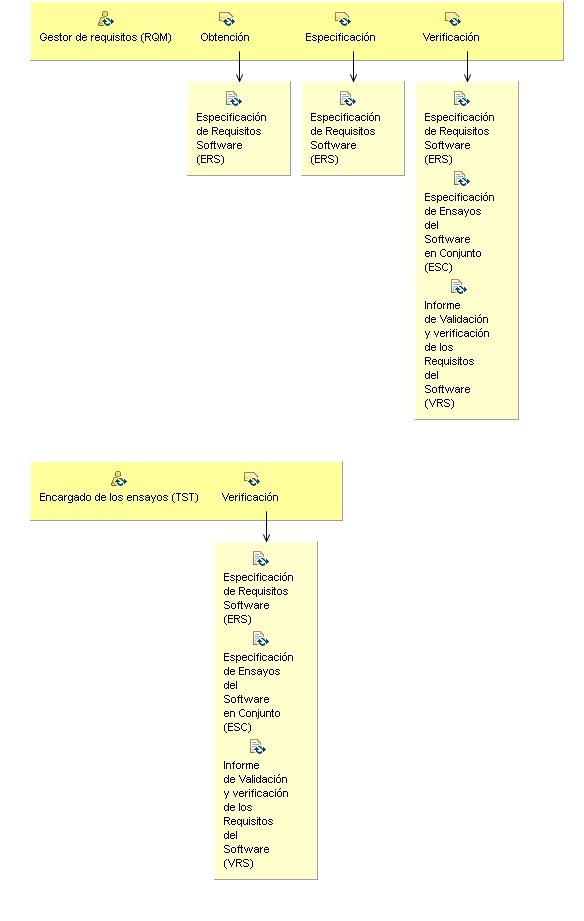 Gestor de requisitos (RQM)
Obtención
Especificación
Verificación
Especificación
de Requisitos
Software
(ERS)
Especificación
de Requisitos
Software
(ERS)
Especificación
de Requisitos
Software
(ERS)
Especificación
de Ensayos
del
Software
en Conjunto
(ESC)
Informe
de Validación
y verificación
de los
Requisitos
del
Software
(VRS)
Encargado de los ensayos (TST)
Verificación
Especificación
de Requisitos
Software
(ERS)
Especificación
de Ensayos
del
Software
en Conjunto
(ESC)
Informe
de Validación
y verificación
de los
Requisitos
del
Software
(VRS)